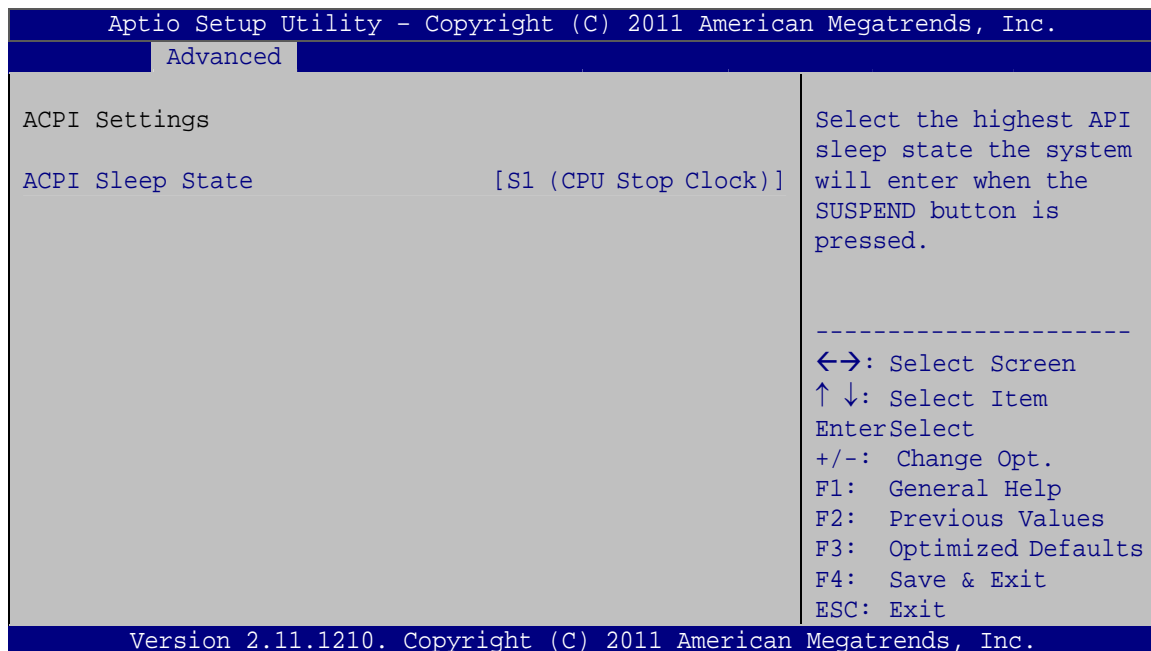 Aptio Setup Utility – Copyright (C) 2011 American Megatrends, Inc.
Advanced
ACPI Settings
ACPI Sleep State [S1 (CPU Stop Clock)]
Select the highest API
sleep state the system
will enter when the
SUSPEND button is
pressed.
----------------------
←→: Select Screen
↑ ↓: Select Item
EnterSelect
+/-: Change Opt.
F1: General Help
F2: Previous Values
F3: Optimized Defaults
F4: Save & Exit
ESC: Exit
Version 2.11.1210. Copyright (C) 2011 American Megatrends, Inc.